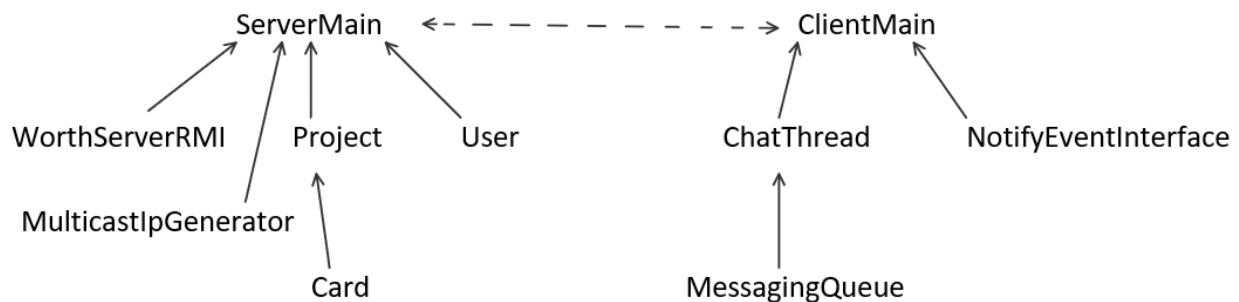 ServerMain
ClientMain
WorthServerRMI
Project
User
ChatThread
NotifyEventInterface
MulticastIpGenerator
Card
MessagingQueue